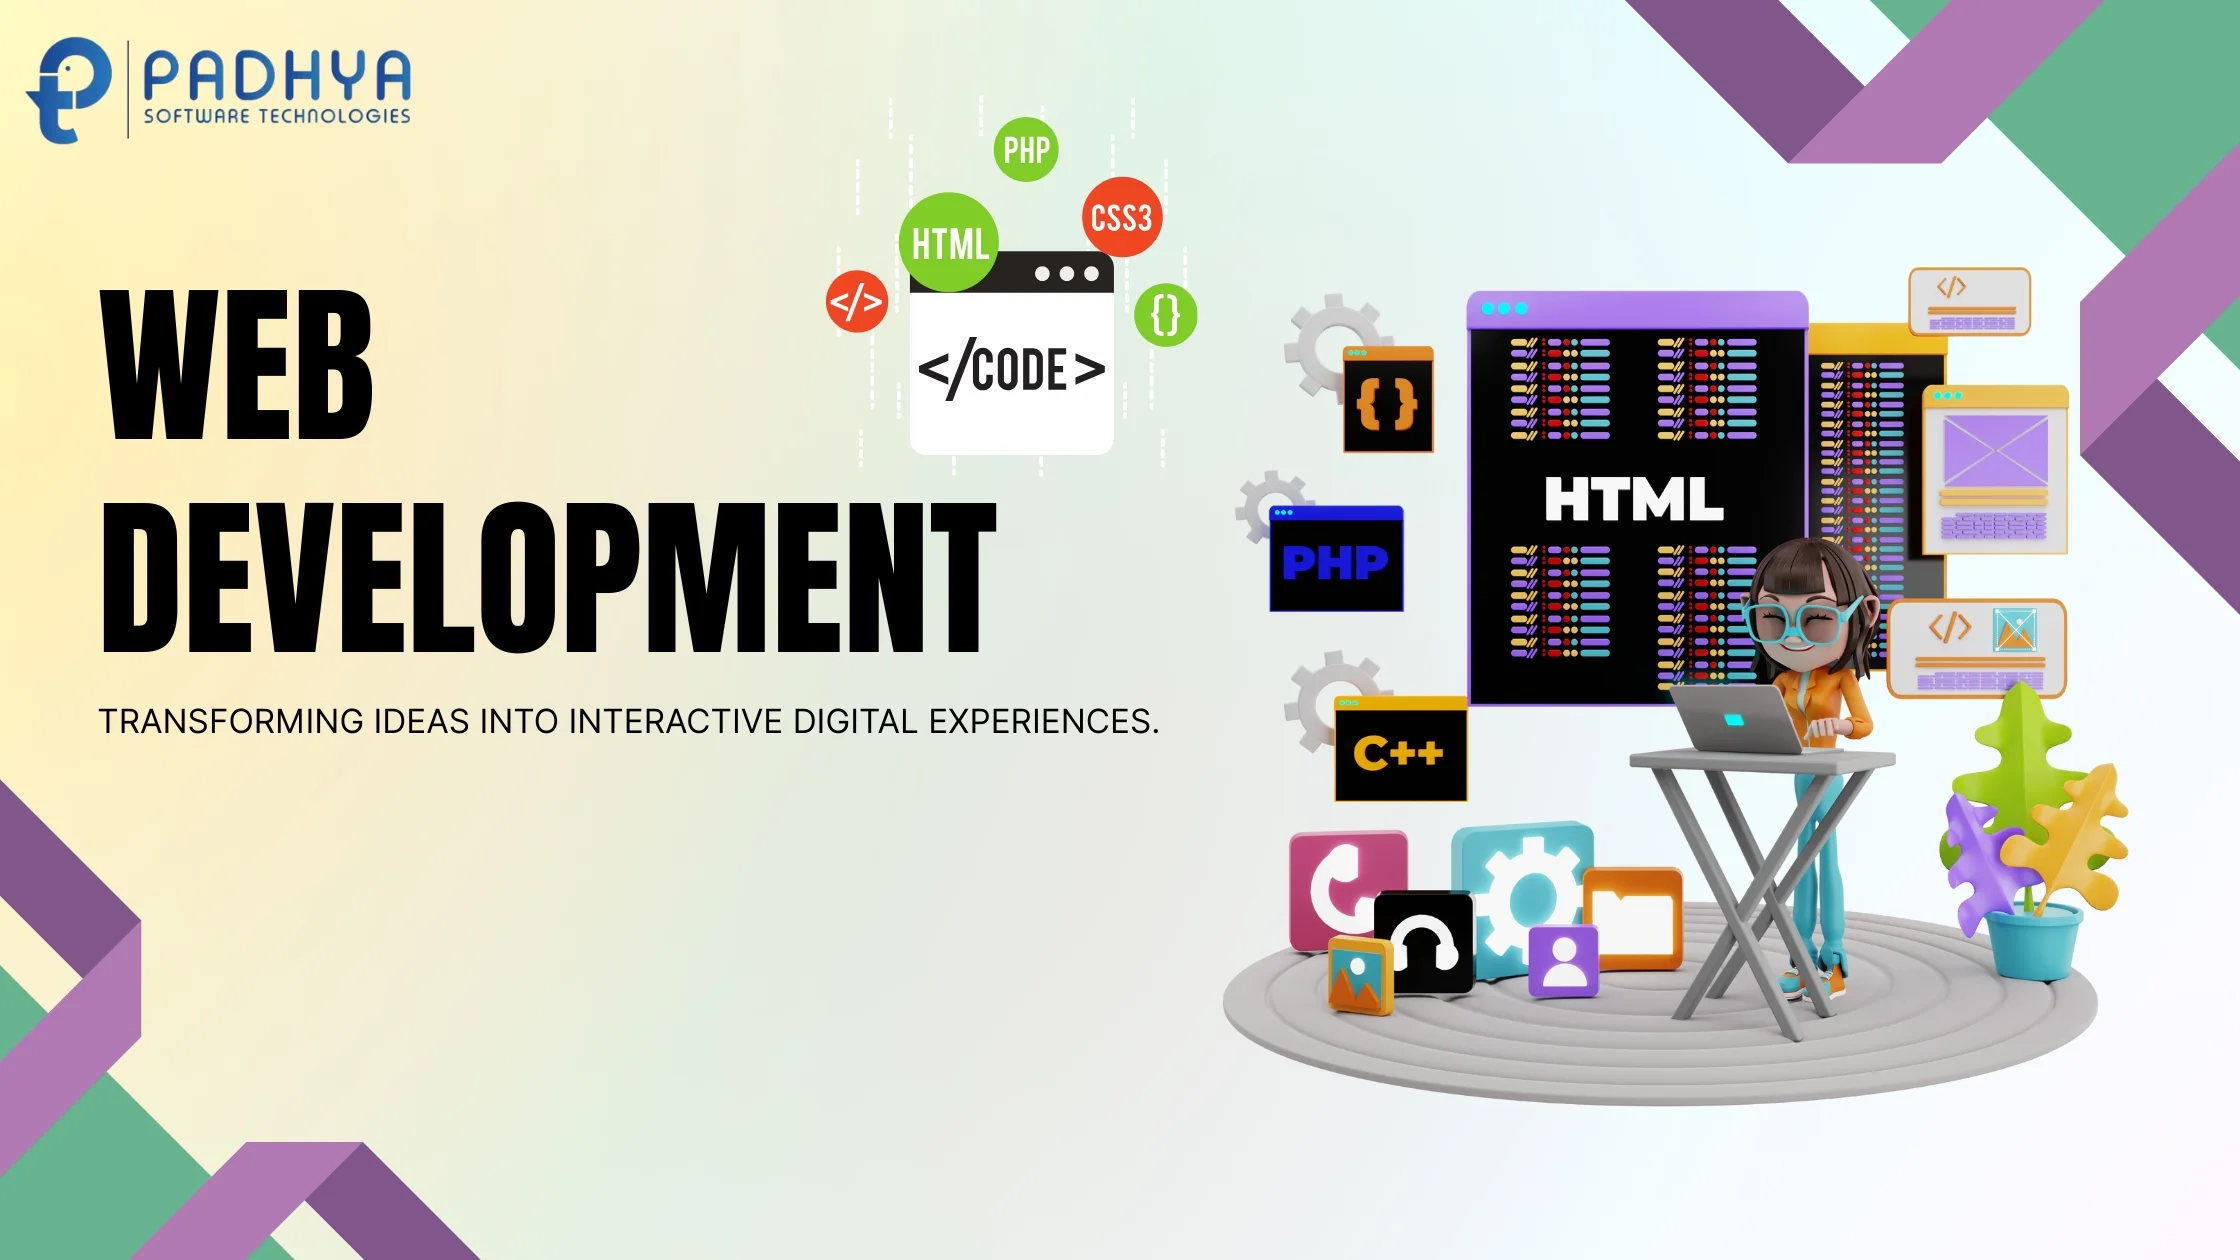 PADHYA
SOFTWARE TECHNOLOGIES
WEB
DEVELOPMENT
TRANSFORMING IDEAS INTO INTERACTIVE DIGITAL EXPERIENCES.
PHP
CSS3
HTML
</>
{}
</CODE>
{}
HTML
PHP
C++
</>
</>